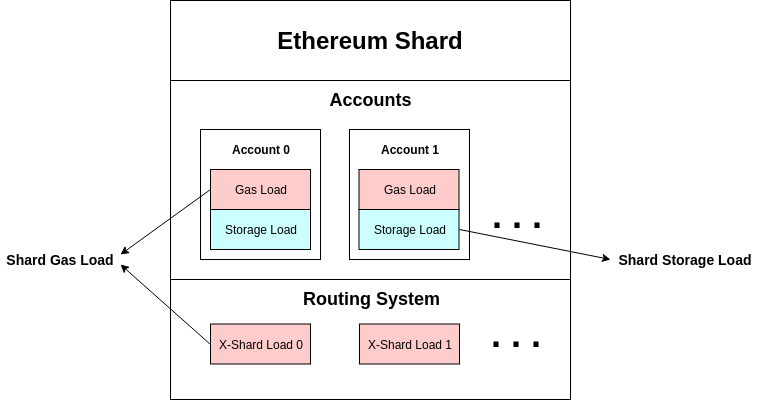 Ethereum Shard
Accounts
Account 0
Account 1
Gas Load
Gas Load
Storage Load
Storage Load
. . .
Shard Gas Load
Shard Storage Load
Routing System
X-Shard Load 0
X-Shard Load 1
. . .